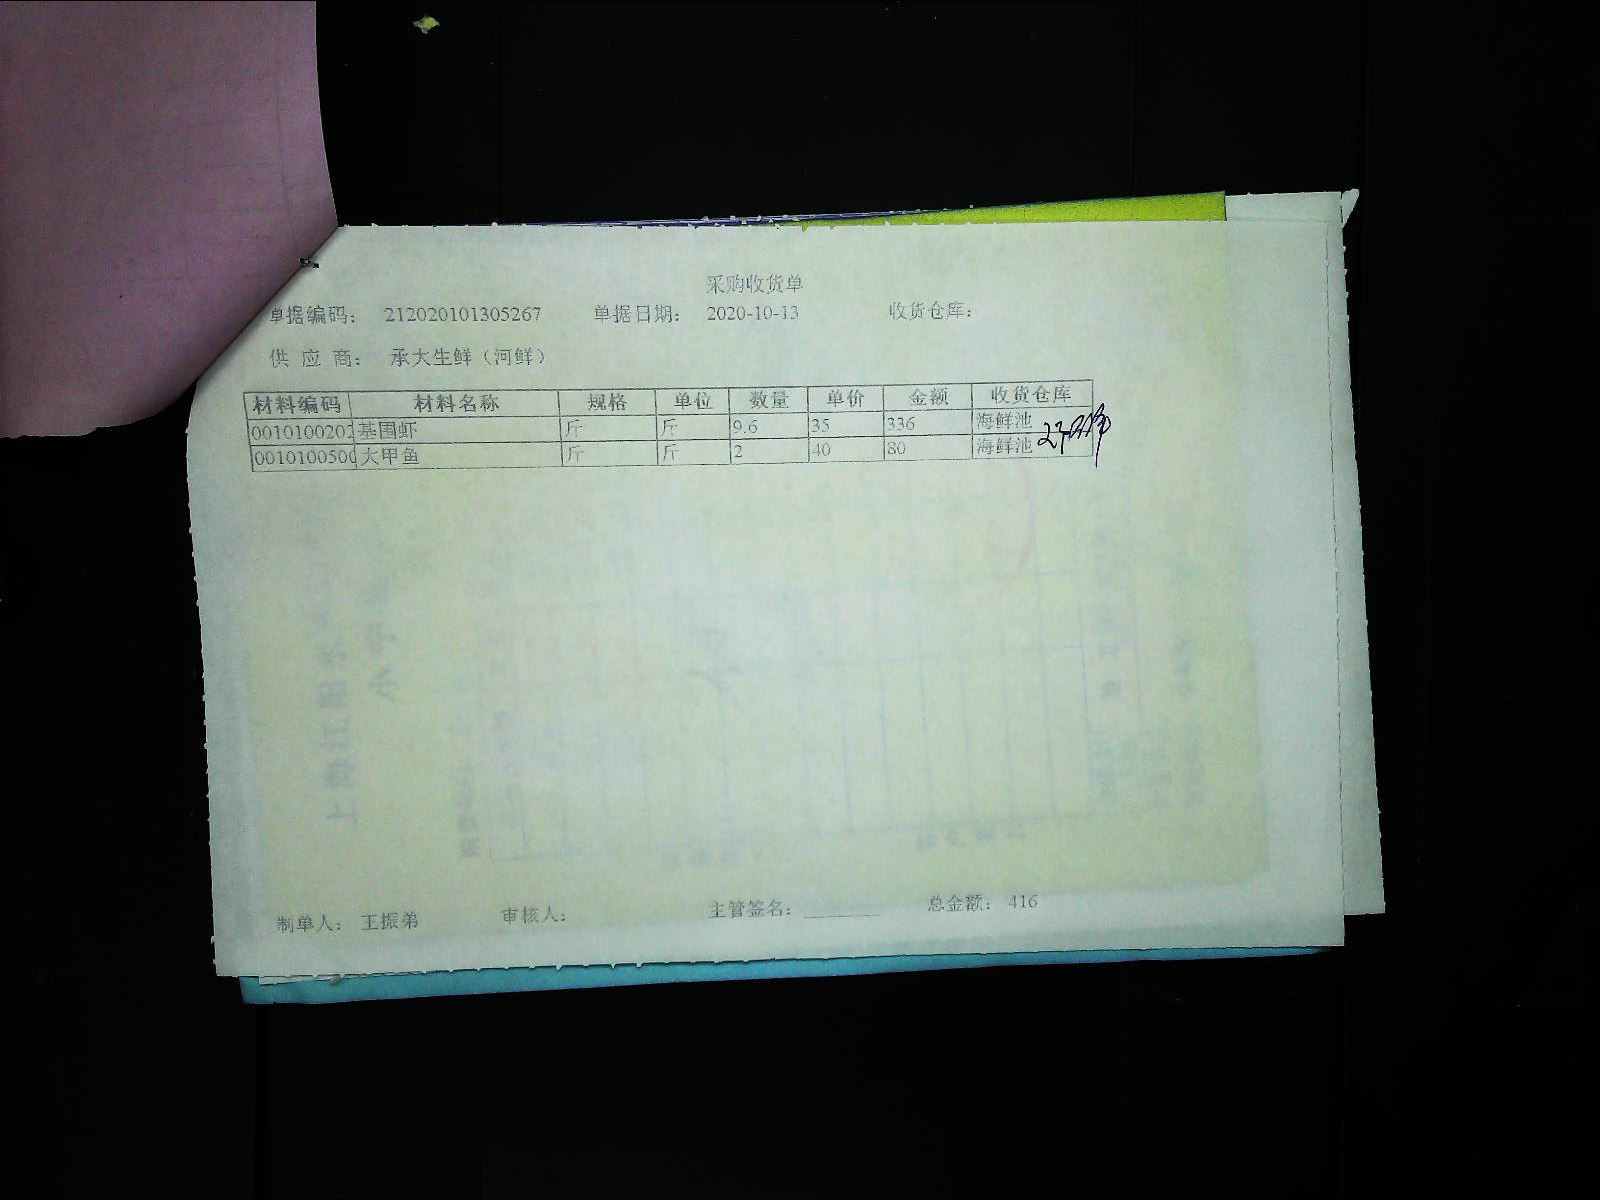 采购收货单
单据编码： 212020101305267 单据日期： 2020-10-13 收货仓库：
供 应 商： 承大生鲜（河鲜）
材料编码 材料名称 规格 单位 数量 单价 金额 收货仓库
0010100202 基围虾 斤 斤 9.6 35 336 海鲜池
0010100500 大甲鱼 斤 斤 2 40 80 海鲜池
制单人： 王振弟 审核人： 主管签名：________ 总金额： 416